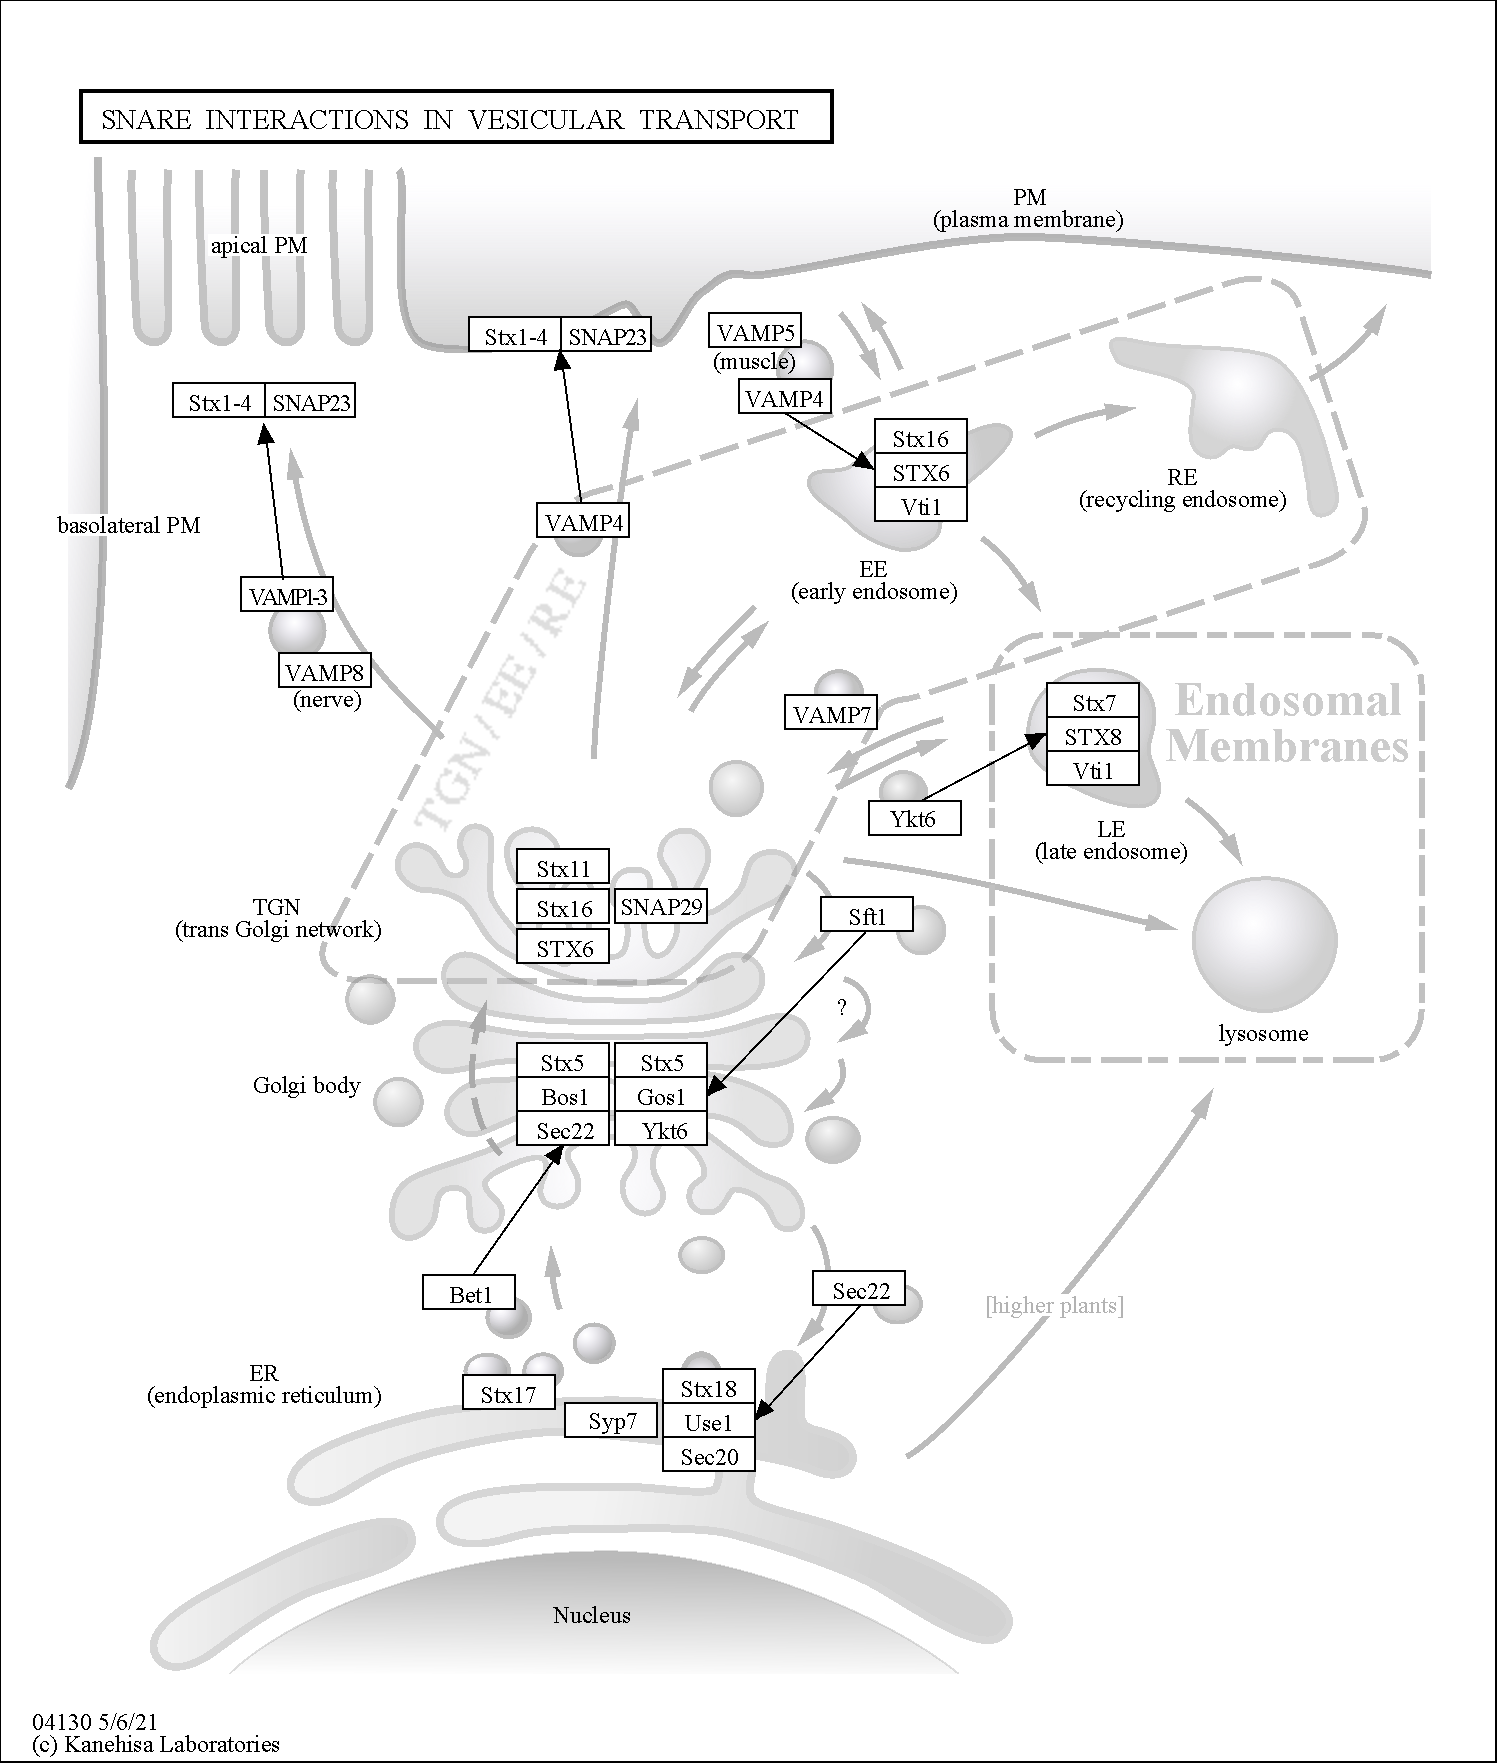 SNARE INTERACTIONS IN VESICULAR TRANSPORT
PM
(plasma membrane)
apical PM
Stx1-4 SNAP23
VAMP5
(muscle)
VAMP4
Stx1-4 SNAP23
Stx16
STX6
Vti1
RE
(recycling endosome)
basolateral PM
VAMP4
EE
(early endosome)
VAMP1-3
VAMP8
(nerve)
TGN/EE/RE
VAMP7
Stx7
STX8
Vti1
Endosomal
Membranes
Ykt6
LE
(late endosome)
Stx11
Stx16
SNAP29
STX6
TGN
(trans Golgi network)
Sft1
?
lysosome
Golgi body
Stx5
Bos1
Sec22
Stx5
Gos1
Ykt6
Bet1
Sec22
[higher plants]
ER
(endoplasmic reticulum)
Stx17
Syp7
Stx18
Use1
Sec20
Nucleus
04130 5/6/21
(c) Kanehisa Laboratories